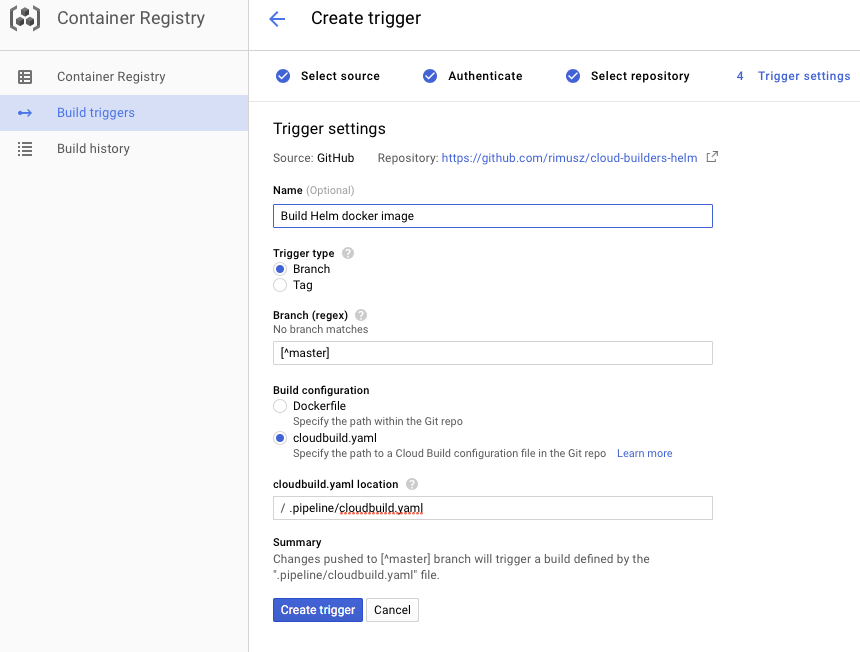 Container Registry
Create trigger
Container Registry
Build triggers
Build history
Select source Authenticate Select repository 4 Trigger settings
Trigger settings
Source: GitHub Repository: https://github.com/rimusz/cloud-builders-helm
Name (Optional)
Build Helm docker image
Trigger type ?
Branch
Tag
Branch (regex) ?
No branch matches
[^master]
Build configuration
Dockerfile
Specify the path within the Git repo
cloudbuild.yaml
Specify the path to a Cloud Build configuration file in the Git repo Learn more
cloudbuild.yaml location ?
/ .pipeline/cloudbuild.yaml
Summary
Changes pushed to [^master] branch will trigger a build defined by the
".pipeline/cloudbuild.yaml" file.
Create trigger Cancel